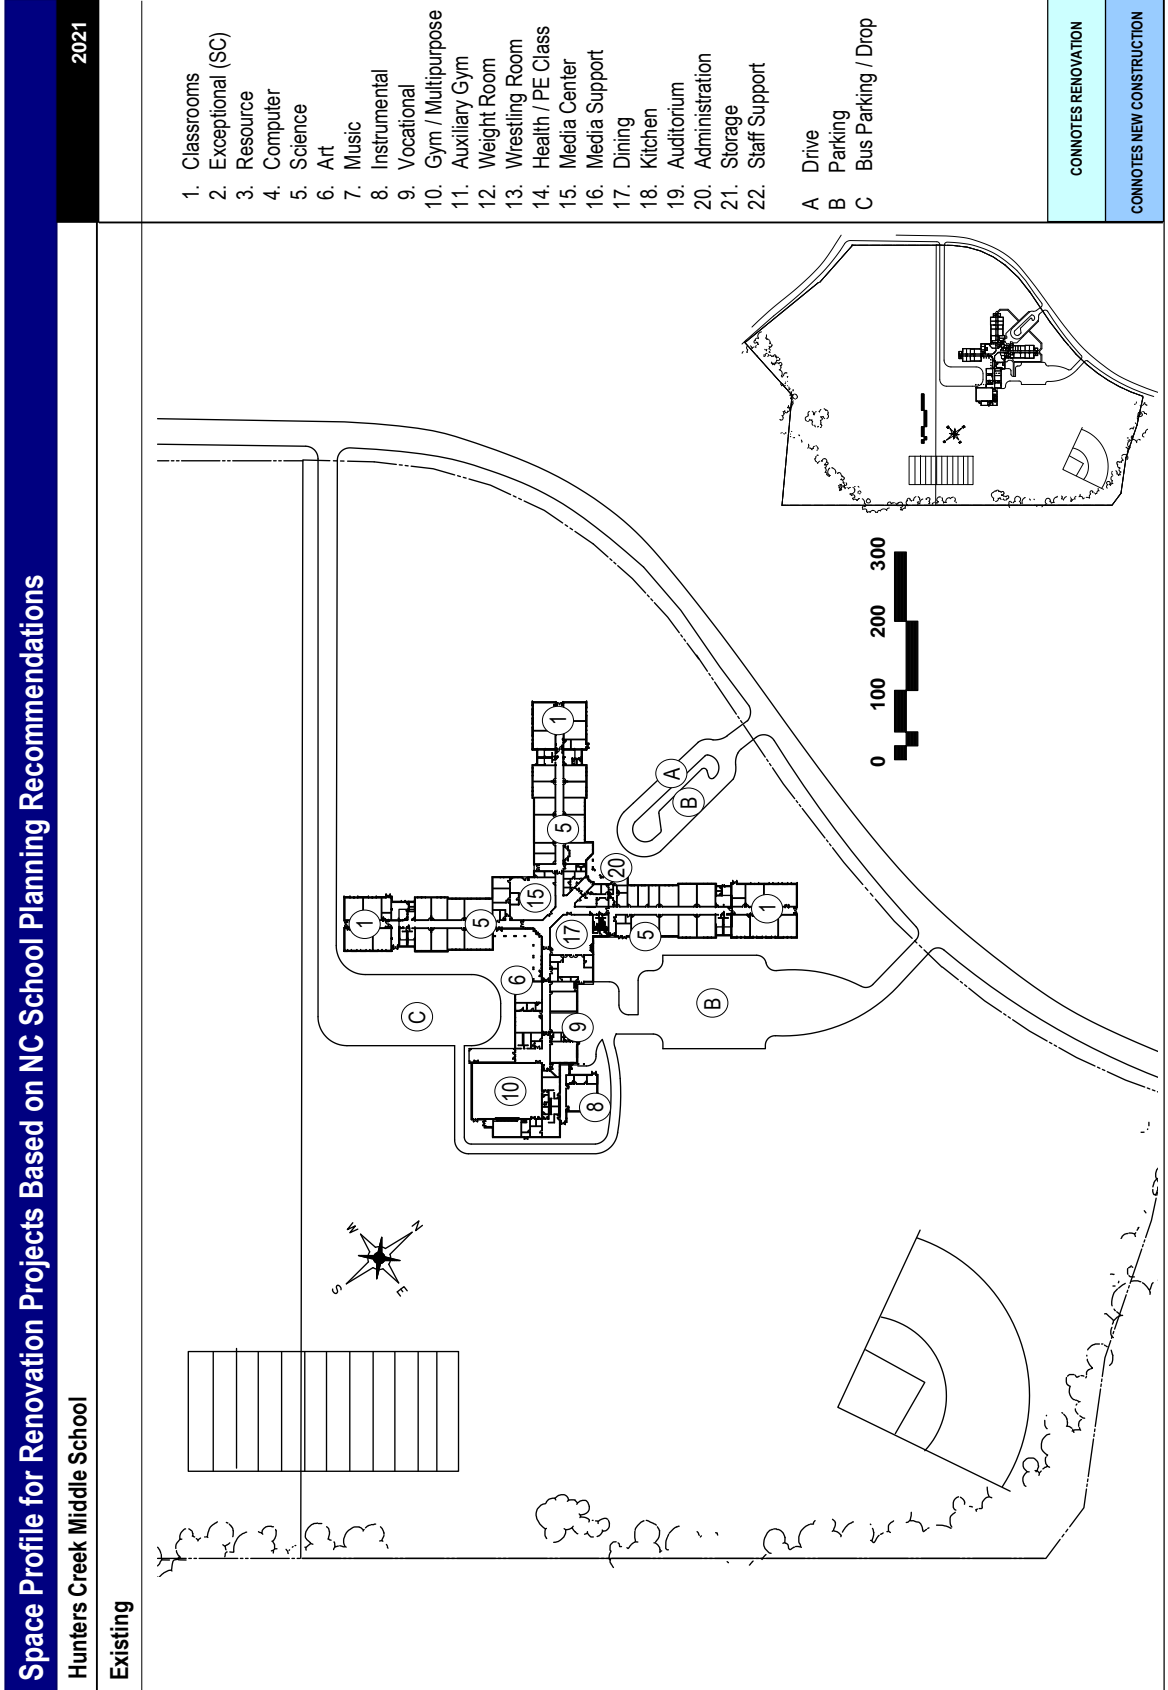 Space Profile for Renovation Projects Based on NC School Planning Recommendations
Hunters Creek Middle School
2021
Existing
1. Classrooms
2. Exceptional (SC)
3. Resource
4. Computer
5. Science
6. Art
7. Music
8. Instrumental
9. Vocational
10. Gym / Multipurpose
11. Auxiliary Gym
12. Weight Room
13. Wrestling Room
14. Health / PE Class
15. Media Center
16. Media Support
17. Dining
18. Kitchen
19. Auditorium
20. Administration
21. Storage
22. Staff Support
A Drive
B Parking
C Bus Parking / Drop
CONNOTES RENOVATION
CONNOTES NEW CONSTRUCTION
1
5
C
15
6
10
17
1
5
20
9
8
5
1
A
B
B
S
W
E
N
0 100 200 300